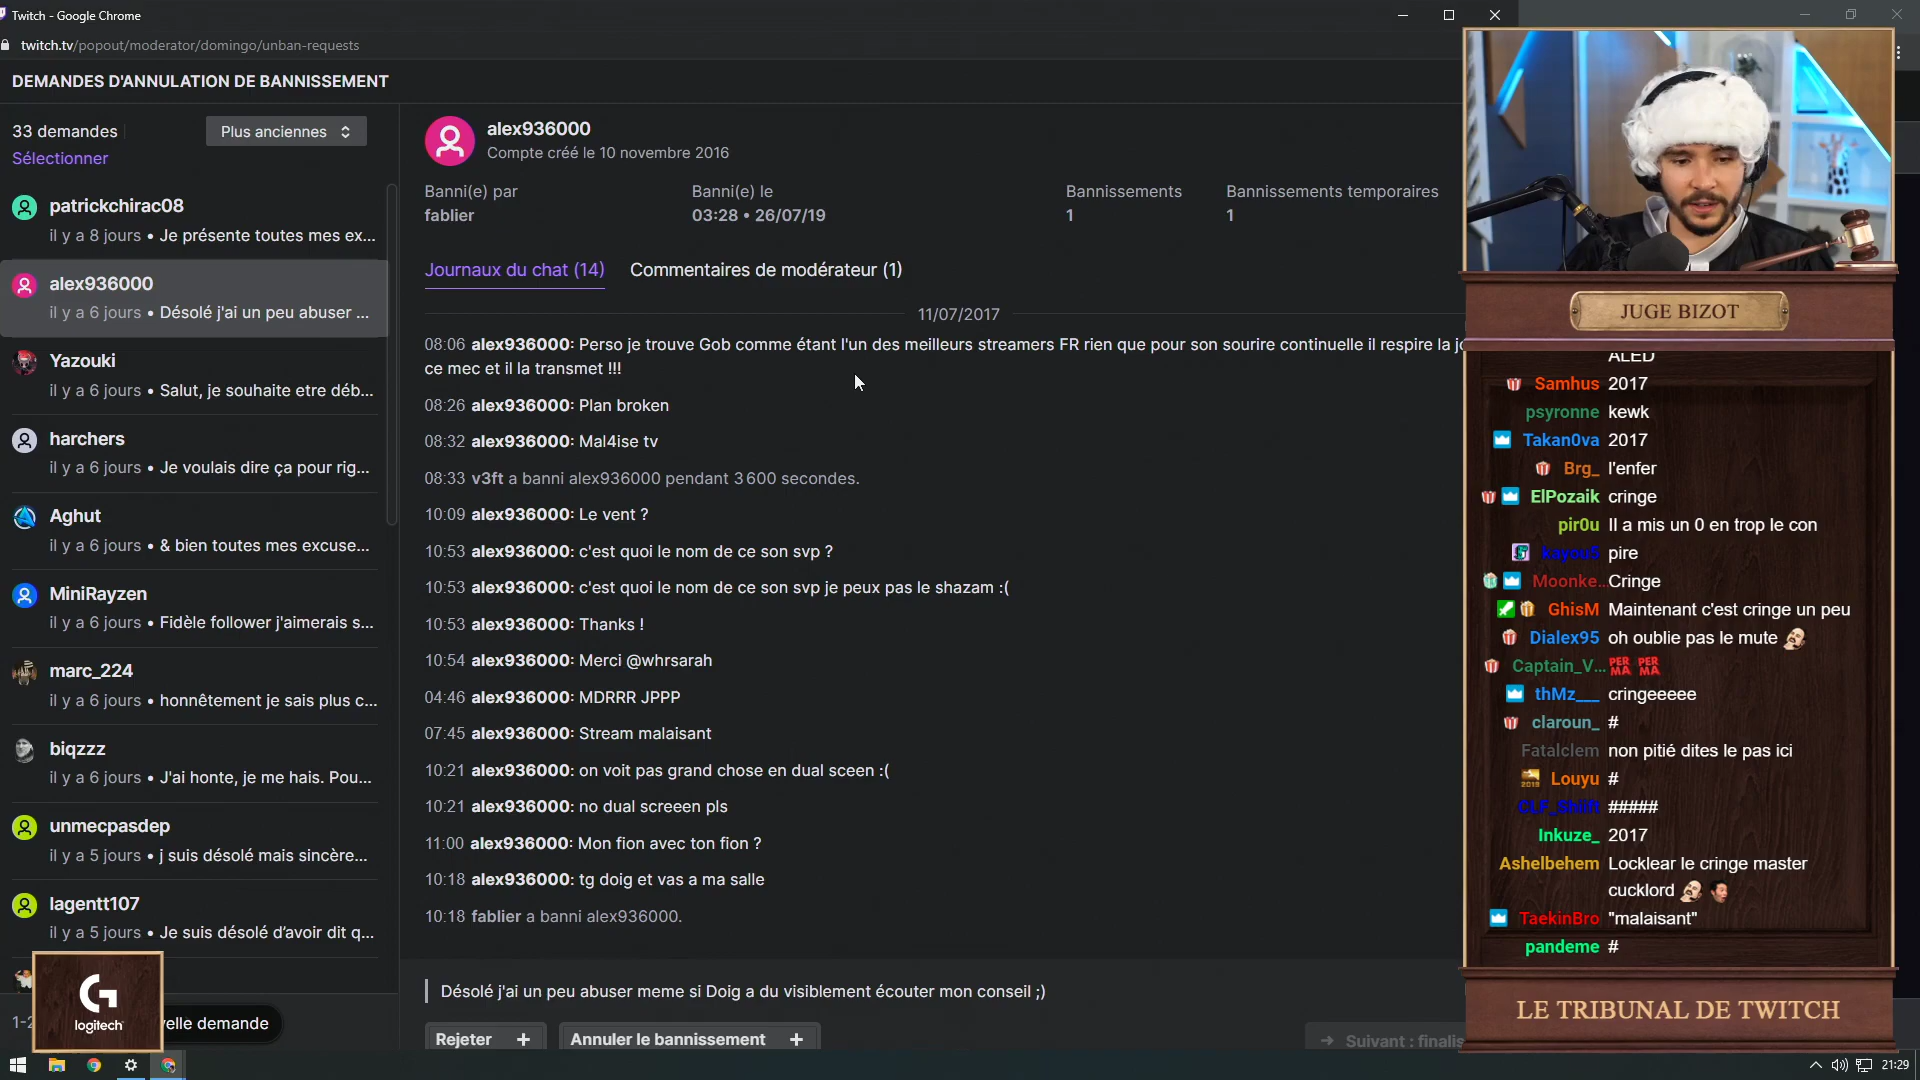 Twitch - Google Chrome
twitch.tv/popout/moderator/domingo/unban-requests
DEMANDES D'ANNULATION DE BANNISSEMENT
33 demandes
Plus anciennes
Sélectionner
patrickchirac08
il y a 8 jours • Je présente toutes mes ex...
alex936000
il y a 6 jours • Désolé j'ai un peu abuser ...
Yazouki
il y a 6 jours • Salut, je souhaite etre déb...
harchers
il y a 6 jours • Je voulais dire ça pour rig...
Aghut
il y a 6 jours • & bien toutes mes excuse...
MiniRayzen
il y a 6 jours • Fidèle follower j'aimerais s...
marc_224
il y a 6 jours • honnêtement je sais plus c...
biqzzz
il y a 6 jours • J'ai honte, je me hais. Pou...
unmecpasdep
il y a 5 jours • j suis désolé mais sincère...
lagentt107
il y a 5 jours • Je suis désolé d'avoir dit q...
logitech
elle demande
alex936000
Compte créé le 10 novembre 2016
Banni(e) par
fablier
Banni(e) le
03:28 • 26/07/19
Bannissements
1
Bannissements temporaires
1
Journaux du chat (14)
Commentaires de modérateur (1)
11/07/2017
08:06 alex936000: Perso je trouve Gob comme étant l'un des meilleurs streamers FR rien que pour son sourire continuelle il respire la jo
ce mec et il la transmet !!!
08:26 alex936000: Plan broken
08:32 alex936000: Mal4ise tv
08:33 v3ft a banni alex936000 pendant 3 600 secondes.
10:09 alex936000: Le vent ?
10:53 alex936000: c'est quoi le nom de ce son svp ?
10:53 alex936000: c'est quoi le nom de ce son svp je peux pas le shazam :(
10:53 alex936000: Thanks !
10:54 alex936000: Merci @whrsarah
04:46 alex936000: MDRRR JPPP
07:45 alex936000: Stream malaisant
10:21 alex936000: on voit pas grand chose en dual sceen :(
10:21 alex936000: no dual screeen pls
11:00 alex936000: Mon fion avec ton fion ?
10:18 alex936000: tg doig et vas a ma salle
10:18 fablier a banni alex936000.
Désolé j'ai un peu abuser meme si Doig a du visiblement écouter mon conseil ;)
Rejeter +
Annuler le bannissement +
→ Suivant : finalis
JUGE BIZOT
ALED
Samhus 2017
psyronne kewk
Takan0va 2017
Brg_ l'enfer
ElPozaik cringe
pir0u Il a mis un 0 en trop le con
kayou5 pire
Moonke... Cringe
GhisM Maintenant c'est cringe un peu
Dialex95 oh oublie pas le mute
Captain_V... PERMA PERMA
thMz___ cringeeeee
claroun_ #
Fatalclem non pitié dites le pas ici
Louyu #
#####
Inkuze_ 2017
Ashelbehem Locklear le cringe master
cucklord
TaekinBro "malaisant"
pandeme #
LE TRIBUNAL DE TWITCH
21:29